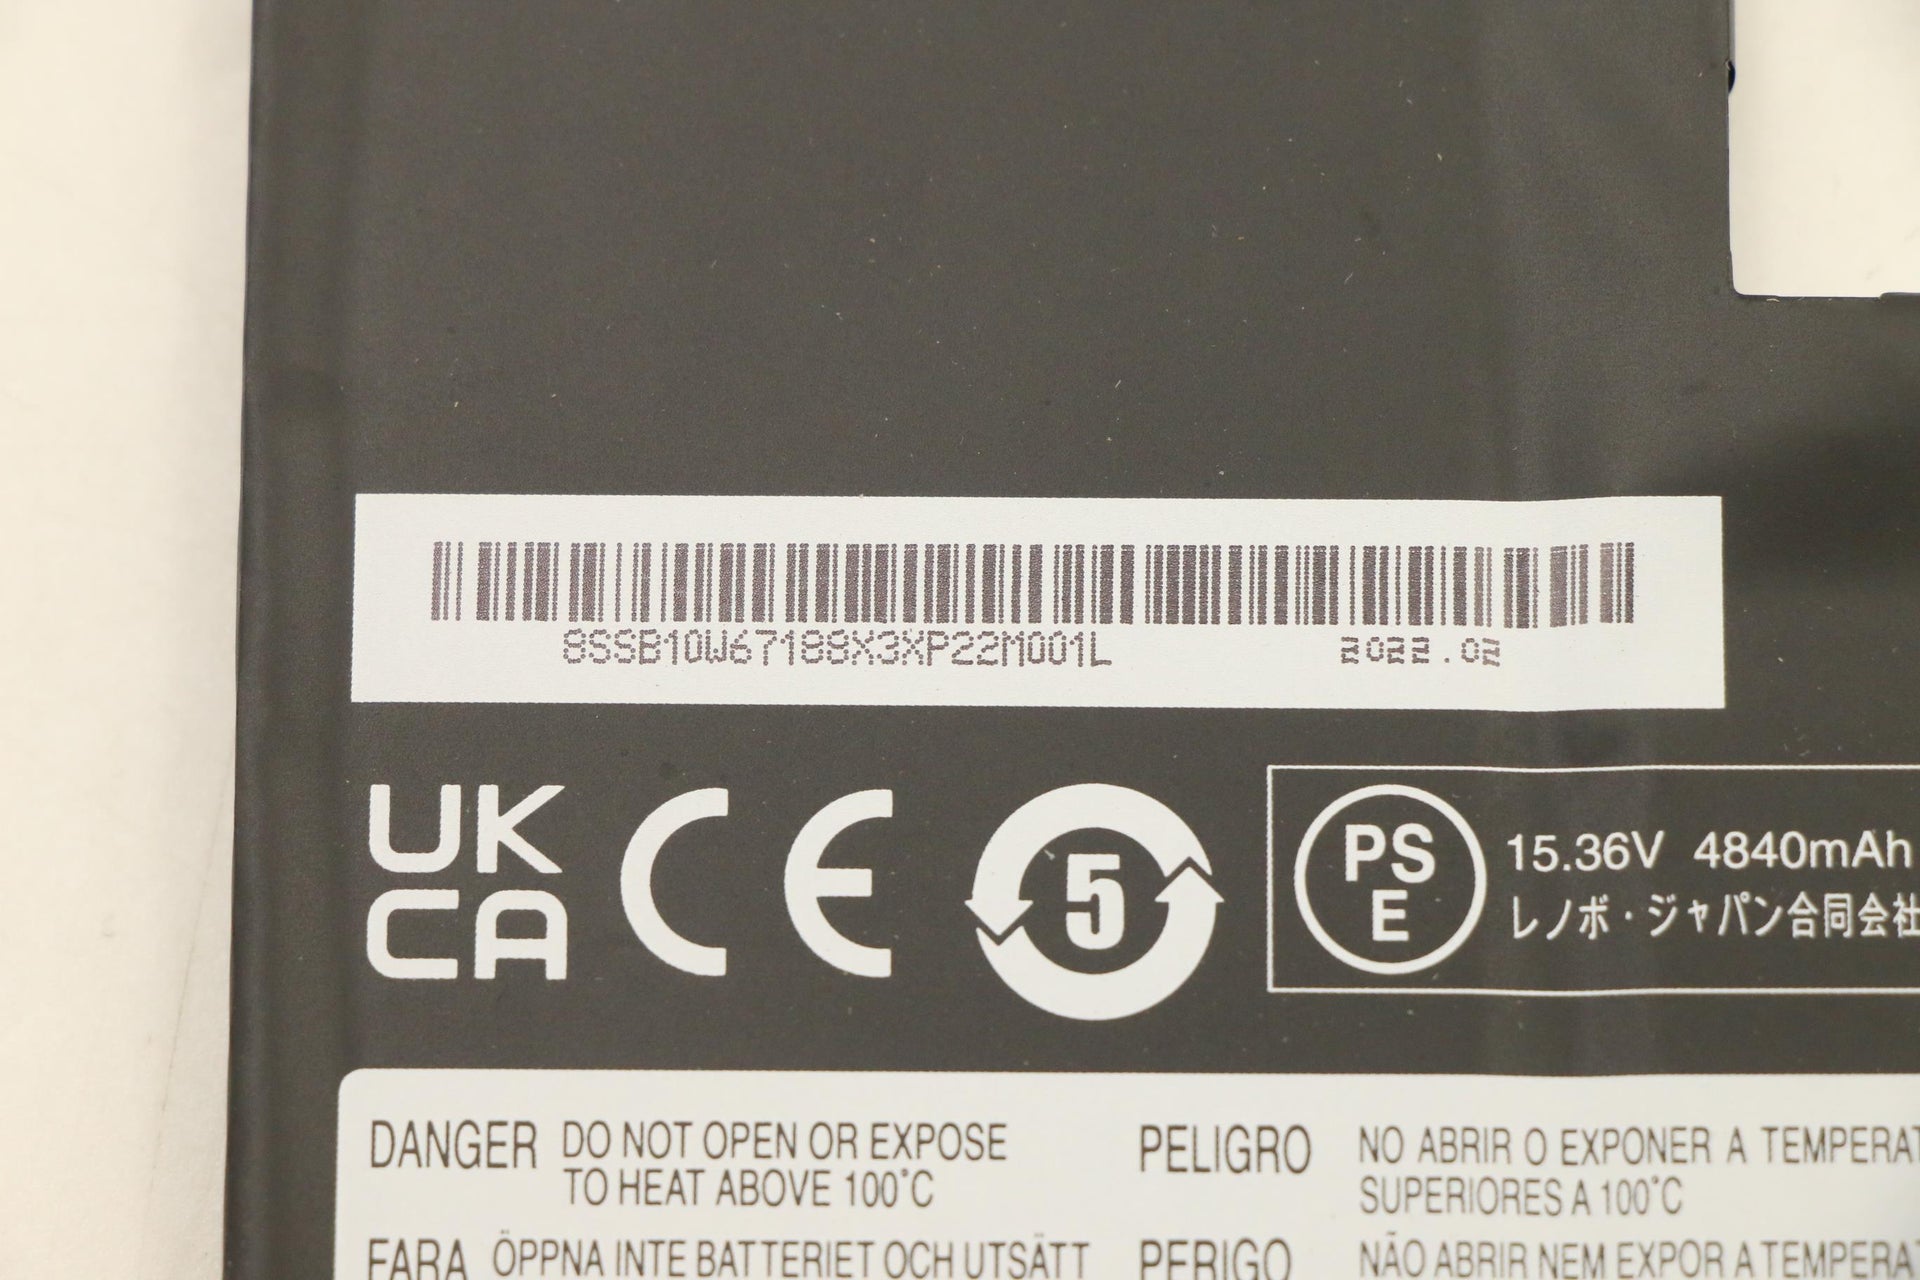 8SSB10W67188X3XP22M001L 2022.02
UK
CA
CE
5
PS
E
15.36V 4840mAh
レノボ・ジャパン合同会社
DANGER DO NOT OPEN OR EXPOSE
TO HEAT ABOVE 100°C
PELIGRO NO ABRIR O EXPONER A TEMPERAT
SUPERIORES A 100°C
FARA ÖPPNA INTE BATTERIET OCH UTSÄTT
PERIGO NÃO ABRIR NEM EXPOR A TEMPERAT